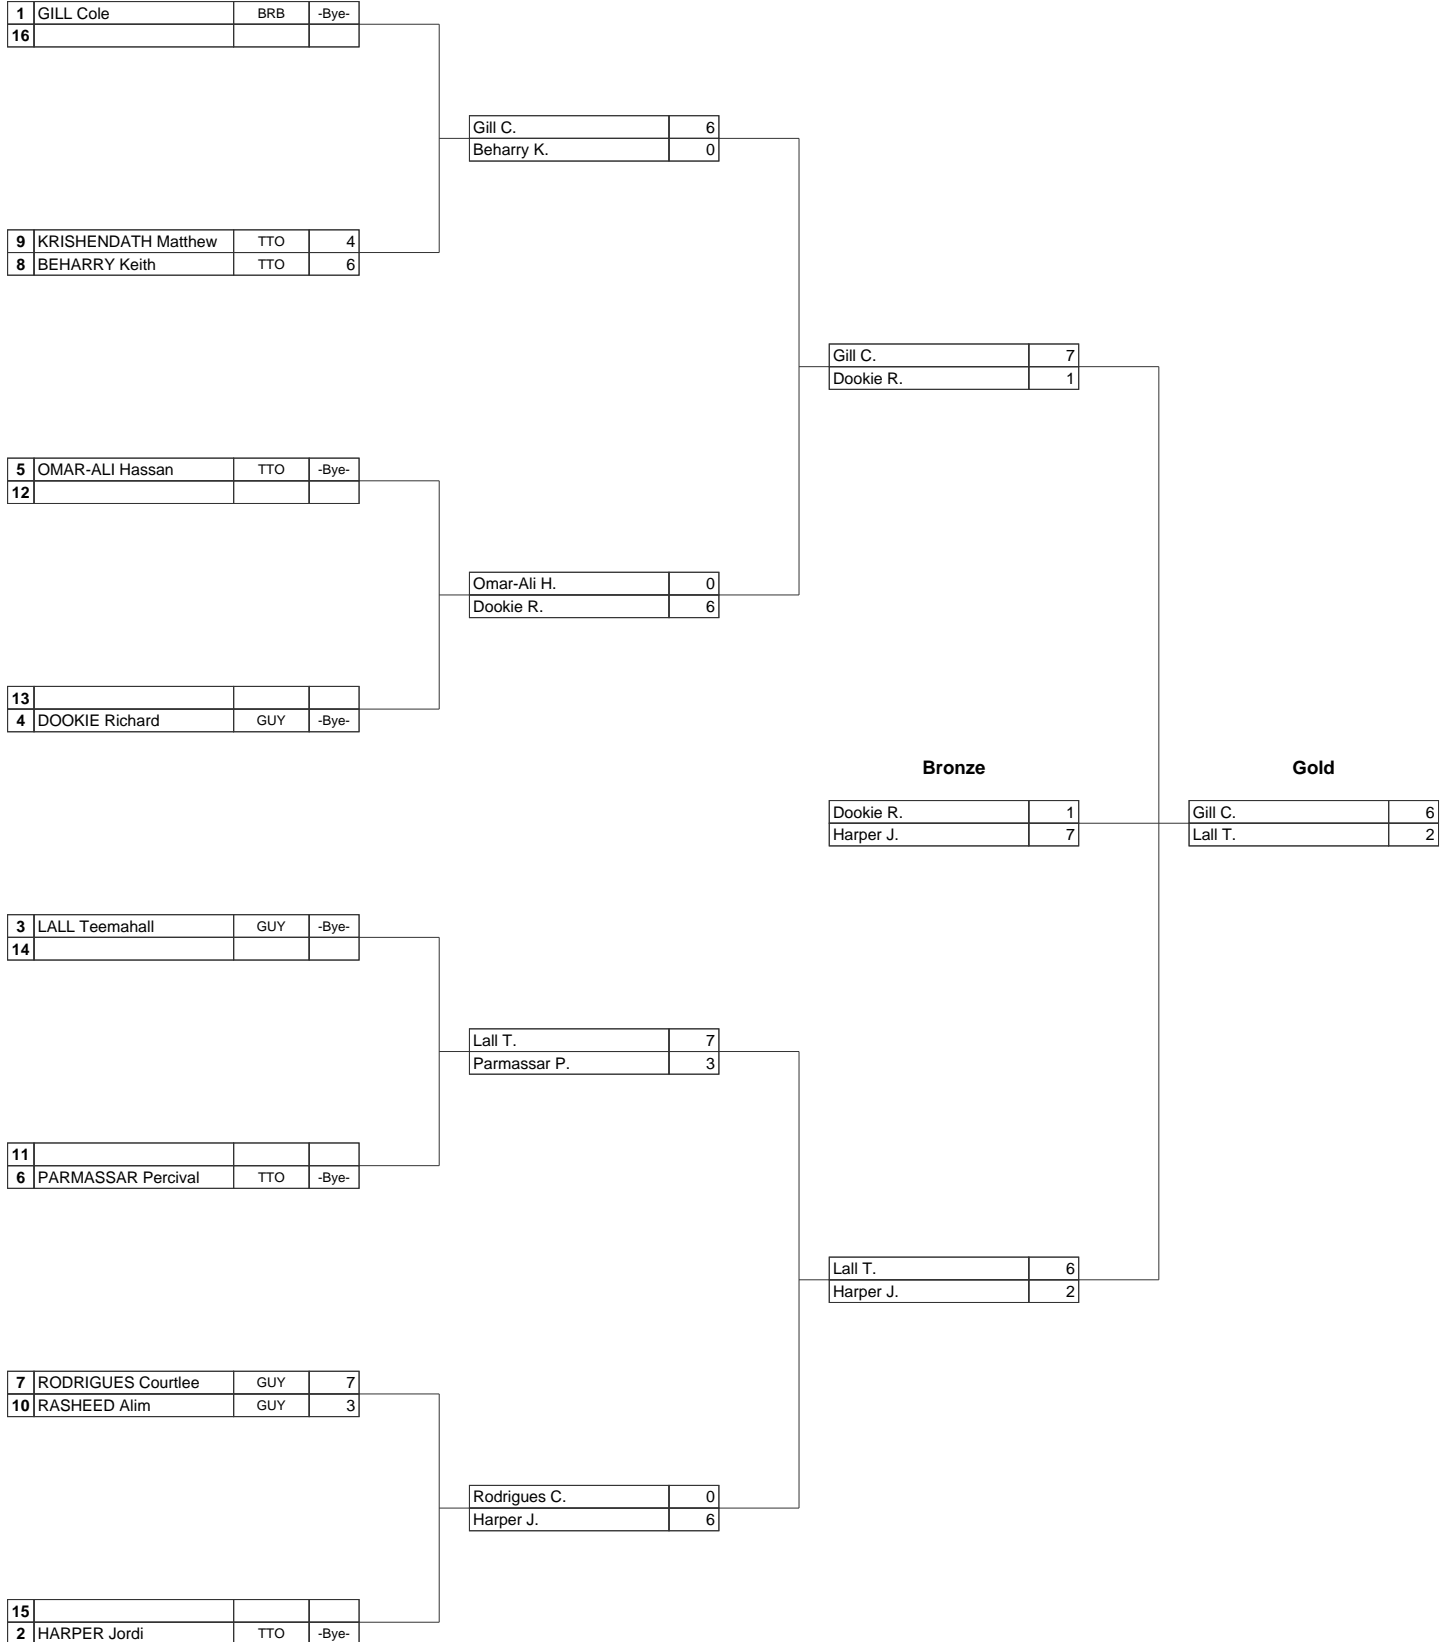 1 GILL Cole BRB -Bye-
16
Gill C. 6
Beharry K. 0
9 KRISHENDATH Matthew TTO 4
8 BEHARRY Keith TTO 6
Gill C. 7
Dookie R. 1
5 OMAR-ALI Hassan TTO -Bye-
12
Omar-Ali H. 0
Dookie R. 6
13
4 DOOKIE Richard GUY -Bye-
Bronze Gold
Dookie R. 1 Gill C. 6
Harper J. 7 Lall T. 2
3 LALL Teemahall GUY -Bye-
14
Lall T. 7
Parmassar P. 3
11
6 PARMASSAR Percival TTO -Bye-
Lall T. 6
Harper J. 2
7 RODRIGUES Courtlee GUY 7
10 RASHEED Alim GUY 3
Rodrigues C. 0
Harper J. 6
15
2 HARPER Jordi TTO -Bye-